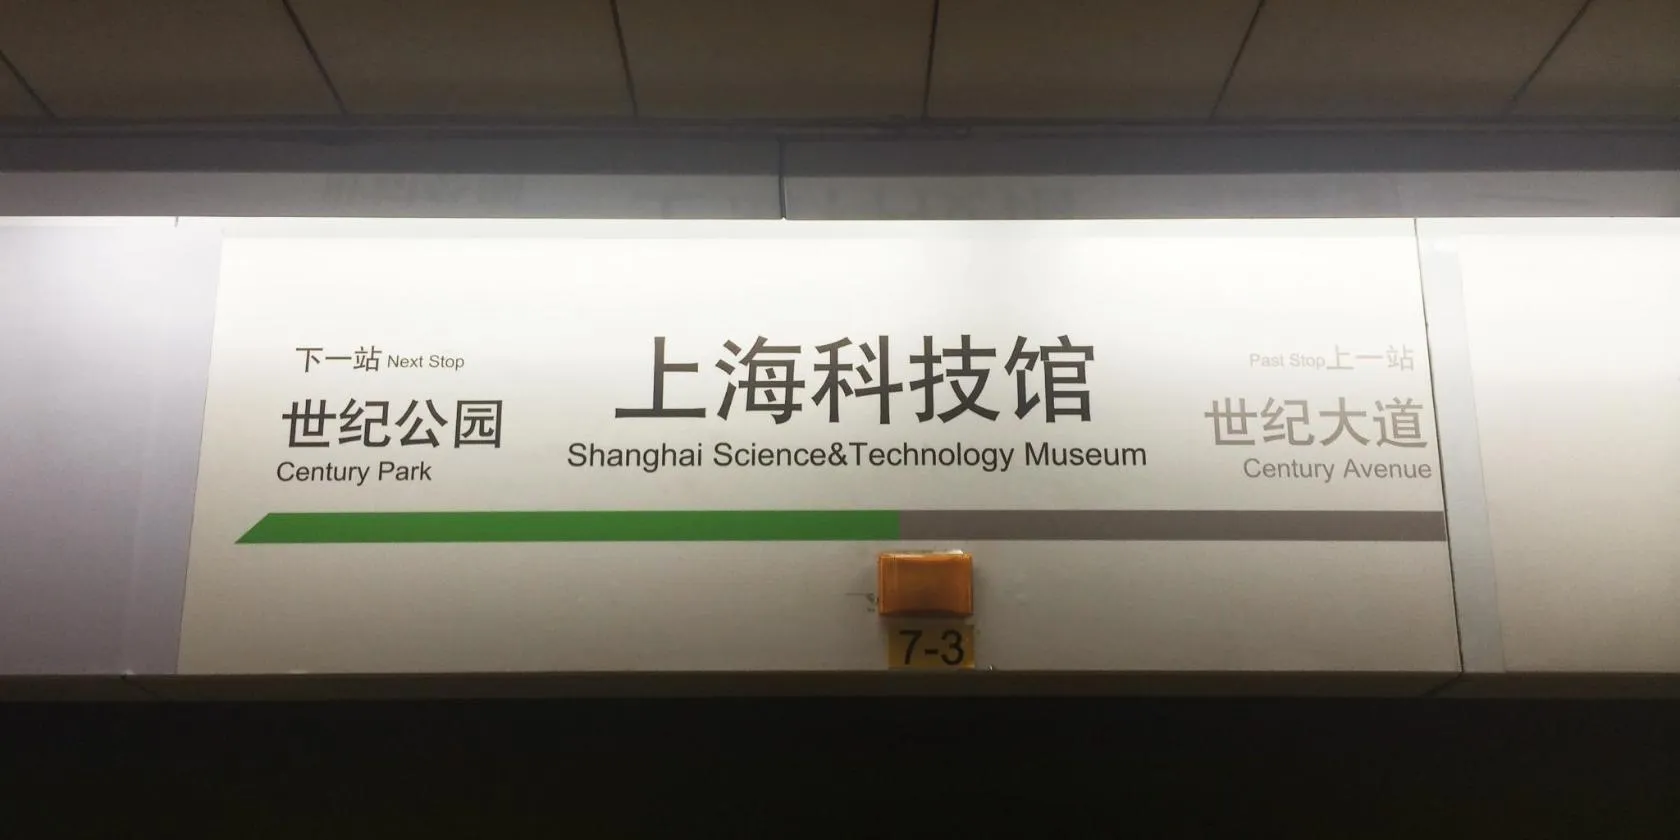 下一站 Next Stop
世纪公园
Century Park
上海科技馆
Shanghai Science&Technology Museum
Past Stop上一站
世纪大道
Century Avenue
7-3